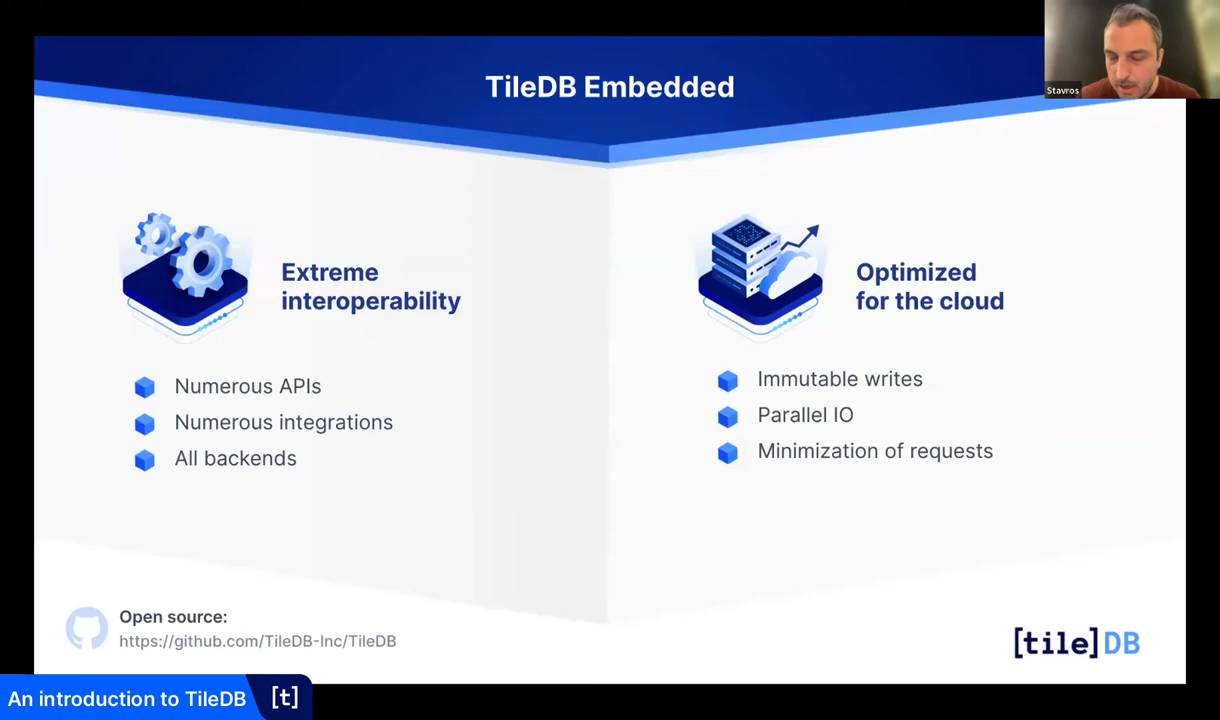 TileDB Embedded
Stavros
Extreme
interoperability
Numerous APIs
Numerous integrations
All backends
Optimized
for the cloud
Immutable writes
Parallel IO
Minimization of requests
Open source:
https://github.com/TileDB-Inc/TileDB
[tile]DB
An introduction to TileDB
[t]